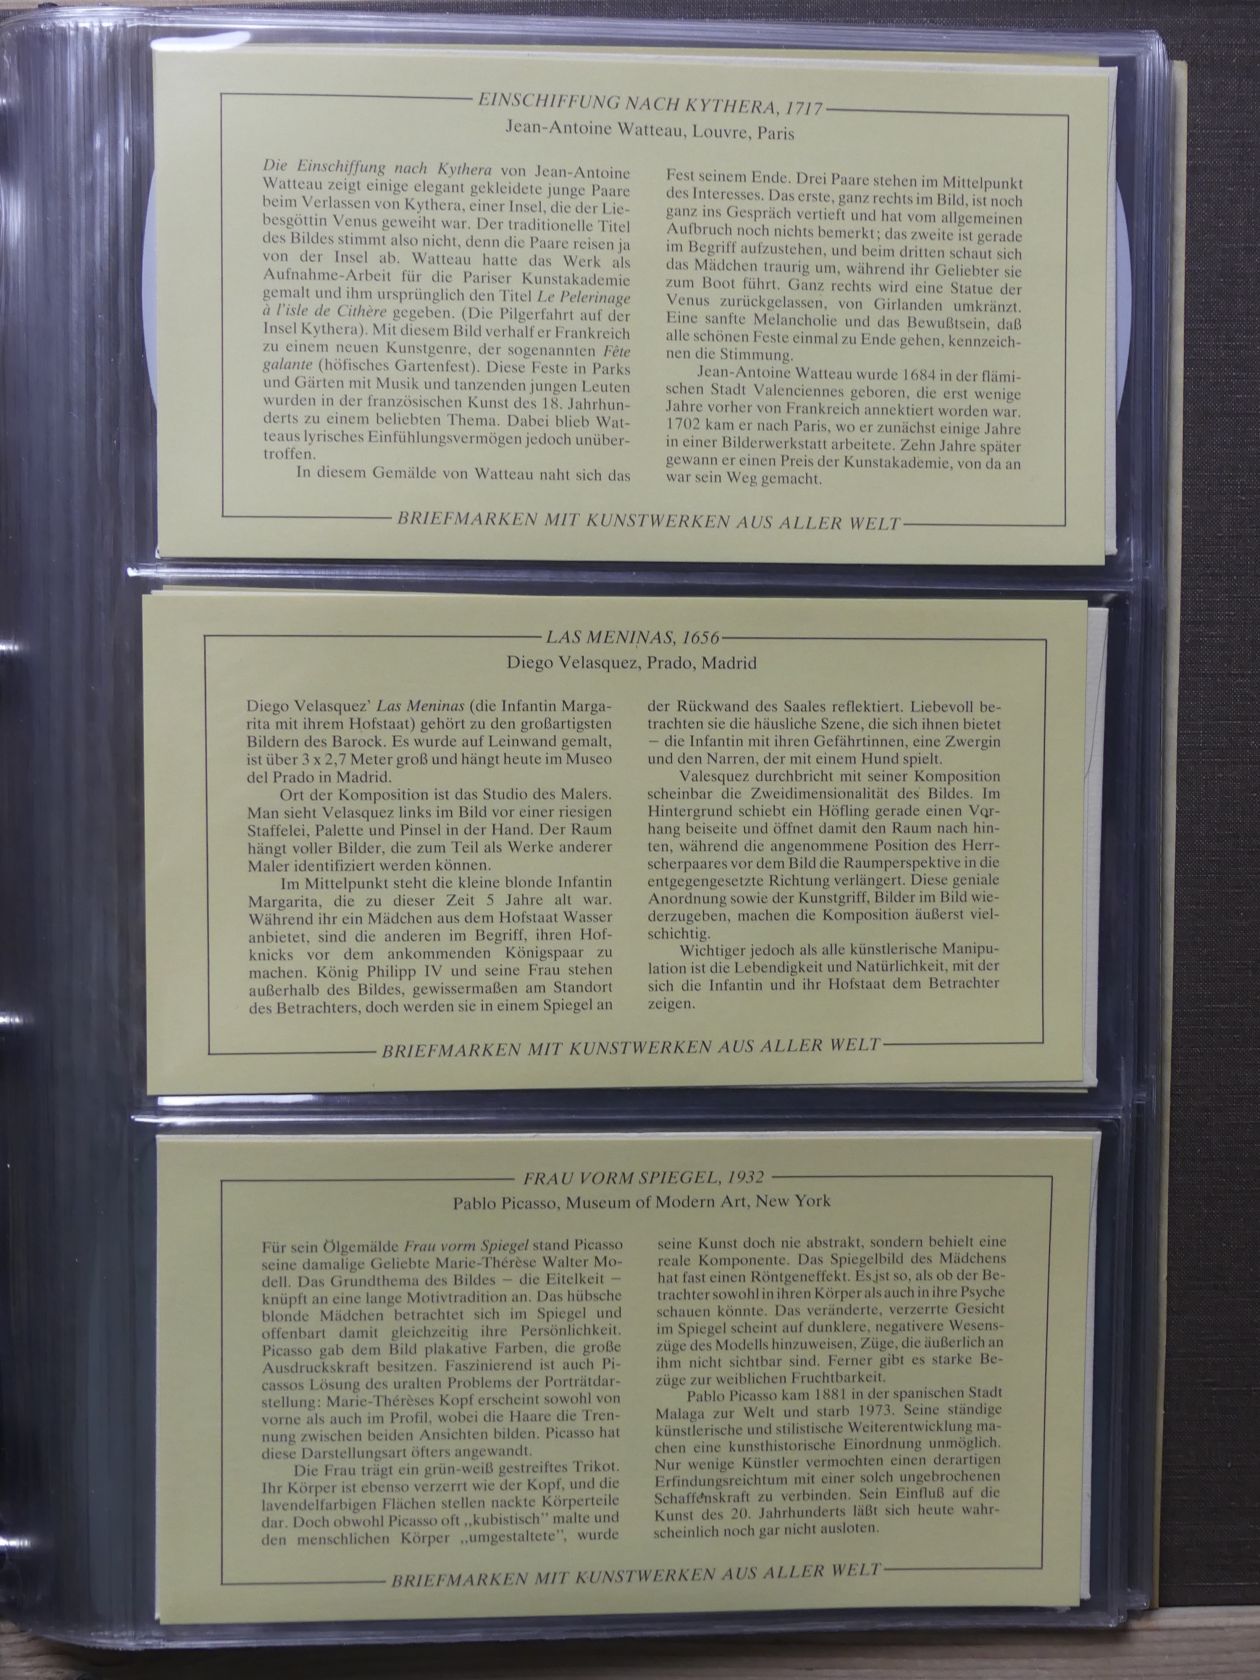 EINSCHIFFUNG NACH KYTHERA, 1717
Jean-Antoine Watteau, Louvre, Paris
Die Einschiffung nach Kythera von Jean-Antoine
Watteau zeigt einige elegant gekleidete junge Paare
beim Verlassen von Kythera, einer Insel, die der Lie-
besgöttin Venus geweiht war. Der traditionelle Titel
des Bildes stimmt also nicht, denn die Paare reisen ja
von der Insel ab. Watteau hatte das Werk als
Aufnahme-Arbeit für die Pariser Kunstakademie
gemalt und ihm ursprünglich den Titel Le Pelerinage
à l'isle de Cithère gegeben. (Die Pilgerfahrt auf der
Insel Kythera). Mit diesem Bild verhalf er Frankreich
zu einem neuen Kunstgenre, der sogenannten Fête
galante (höfisches Gartenfest). Diese Feste in Parks
und Gärten mit Musik und tanzenden jungen Leuten
wurden in der französischen Kunst des 18. Jahrhun-
derts zu einem beliebten Thema. Dabei blieb Wat-
teaus lyrisches Einfühlungsvermögen jedoch unüber-
troffen.
In diesem Gemälde von Watteau naht sich das
Fest seinem Ende. Drei Paare stehen im Mittelpunkt
des Interesses. Das erste, ganz rechts im Bild, ist noch
ganz ins Gespräch vertieft und hat vom allgemeinen
Aufbruch noch nichts bemerkt; das zweite ist gerade
im Begriff aufzustehen, und beim dritten schaut sich
das Mädchen traurig um, während ihr Geliebter sie
zum Boot führt. Ganz rechts wird eine Statue der
Venus zurückgelassen, von Girlanden umkränzt.
Eine sanfte Melancholie und das Bewußtsein, daß
alle schönen Feste einmal zu Ende gehen, kennzeich-
nen die Stimmung.
Jean-Antoine Watteau wurde 1684 in der flämi-
schen Stadt Valenciennes geboren, die erst wenige
Jahre vorher von Frankreich annektiert worden war.
1702 kam er nach Paris, wo er zunächst einige Jahre
in einer Bilderwerkstatt arbeitete. Zehn Jahre später
gewann er einen Preis der Kunstakademie, von da an
war sein Weg gemacht.
BRIEFMARKEN MIT KUNSTWERKEN AUS ALLER WELT
LAS MENINAS, 1656
Diego Velasquez, Prado, Madrid
Diego Velasquez' Las Meninas (die Infantin Marga-
rita mit ihrem Hofstaat) gehört zu den großartigsten
Bildern des Barock. Es wurde auf Leinwand gemalt,
ist über 3 x 2,7 Meter groß und hängt heute im Museo
del Prado in Madrid.
Ort der Komposition ist das Studio des Malers.
Man sieht Velasquez links im Bild vor einer riesigen
Staffelei, Palette und Pinsel in der Hand. Der Raum
hängt voller Bilder, die zum Teil als Werke anderer
Maler identifiziert werden können.
Im Mittelpunkt steht die kleine blonde Infantin
Margarita, die zu dieser Zeit 5 Jahre alt war.
Während ihr ein Mädchen aus dem Hofstaat Wasser
anbietet, sind die anderen im Begriff, ihren Hof-
knicks vor dem ankommenden Königspaar zu
machen. König Philipp IV und seine Frau stehen
außerhalb des Bildes, gewissermaßen am Standort
des Betrachters, doch werden sie in einem Spiegel an
der Rückwand des Saales reflektiert. Liebevoll be-
trachten sie die häusliche Szene, die sich ihnen bietet
– die Infantin mit ihren Gefährtinnen, eine Zwergin
und den Narren, der mit einem Hund spielt.
Valesquez durchbricht mit seiner Komposition
scheinbar die Zweidimensionalität des Bildes. Im
Hintergrund schiebt ein Höfling gerade einen Vor-
hang beiseite und öffnet damit den Raum nach hin-
ten, während die angenommene Position des Herr-
scherpaares vor dem Bild die Raumperspektive in die
entgegengesetzte Richtung verlängert. Diese geniale
Anordnung sowie der Kunstgriff, Bilder im Bild wie-
derzugeben, machen die Komposition äußerst viel-
schichtig.
Wichtiger jedoch als alle künstlerische Manipu-
lation ist die Lebendigkeit und Natürlichkeit, mit der
sich die Infantin und ihr Hofstaat dem Betrachter
zeigen.
BRIEFMARKEN MIT KUNSTWERKEN AUS ALLER WELT
FRAU VORM SPIEGEL, 1932
Pablo Picasso, Museum of Modern Art, New York
Für sein Ölgemälde Frau vorm Spiegel stand Picasso
seine damalige Geliebte Marie-Thérèse Walter Mo-
dell. Das Grundthema des Bildes – die Eitelkeit –
knüpft an eine lange Motivtradition an. Das hübsche
blonde Mädchen betrachtet sich im Spiegel und
offenbart damit gleichzeitig ihre Persönlichkeit.
Picasso gab dem Bild plakative Farben, die große
Ausdruckskraft besitzen. Faszinierend ist auch Pi-
cassos Lösung des uralten Problems der Porträtdar-
stellung: Marie-Thérèses Kopf erscheint sowohl von
vorne als auch im Profil, wobei die Haare die Tren-
nung zwischen beiden Ansichten bilden. Picasso hat
diese Darstellungsart öfters angewandt.
Die Frau trägt ein grün-weiß gestreiftes Trikot.
Ihr Körper ist ebenso verzerrt wie der Kopf, und die
lavendelfarbigen Flächen stellen nackte Körperteile
dar. Doch obwohl Picasso oft „kubistisch" malte und
den menschlichen Körper „umgestaltete", wurde
seine Kunst doch nie abstrakt, sondern behielt eine
reale Komponente. Das Spiegelbild des Mädchens
hat fast einen Röntgeneffekt. Es ist so, als ob der Be-
trachter sowohl in ihren Körper als auch in ihre Psyche
schauen könnte. Das veränderte, verzerrte Gesicht
im Spiegel scheint auf dunklere, negativere Wesens-
züge des Modells hinzuweisen, Züge, die äußerlich an
ihm nicht sichtbar sind. Ferner gibt es starke Be-
züge zur weiblichen Fruchtbarkeit.
Pablo Picasso kam 1881 in der spanischen Stadt
Malaga zur Welt und starb 1973. Seine ständige
künstlerische und stilistische Weiterentwicklung ma-
chen eine kunsthistorische Einordnung unmöglich.
Nur wenige Künstler vermochten einen derartigen
Erfindungsreichtum mit einer solch ungebrochenen
Schaffenskraft zu verbinden. Sein Einfluß auf die
Kunst des 20. Jahrhunderts läßt sich heute wahr-
scheinlich noch gar nicht ausloten.
BRIEFMARKEN MIT KUNSTWERKEN AUS ALLER WELT